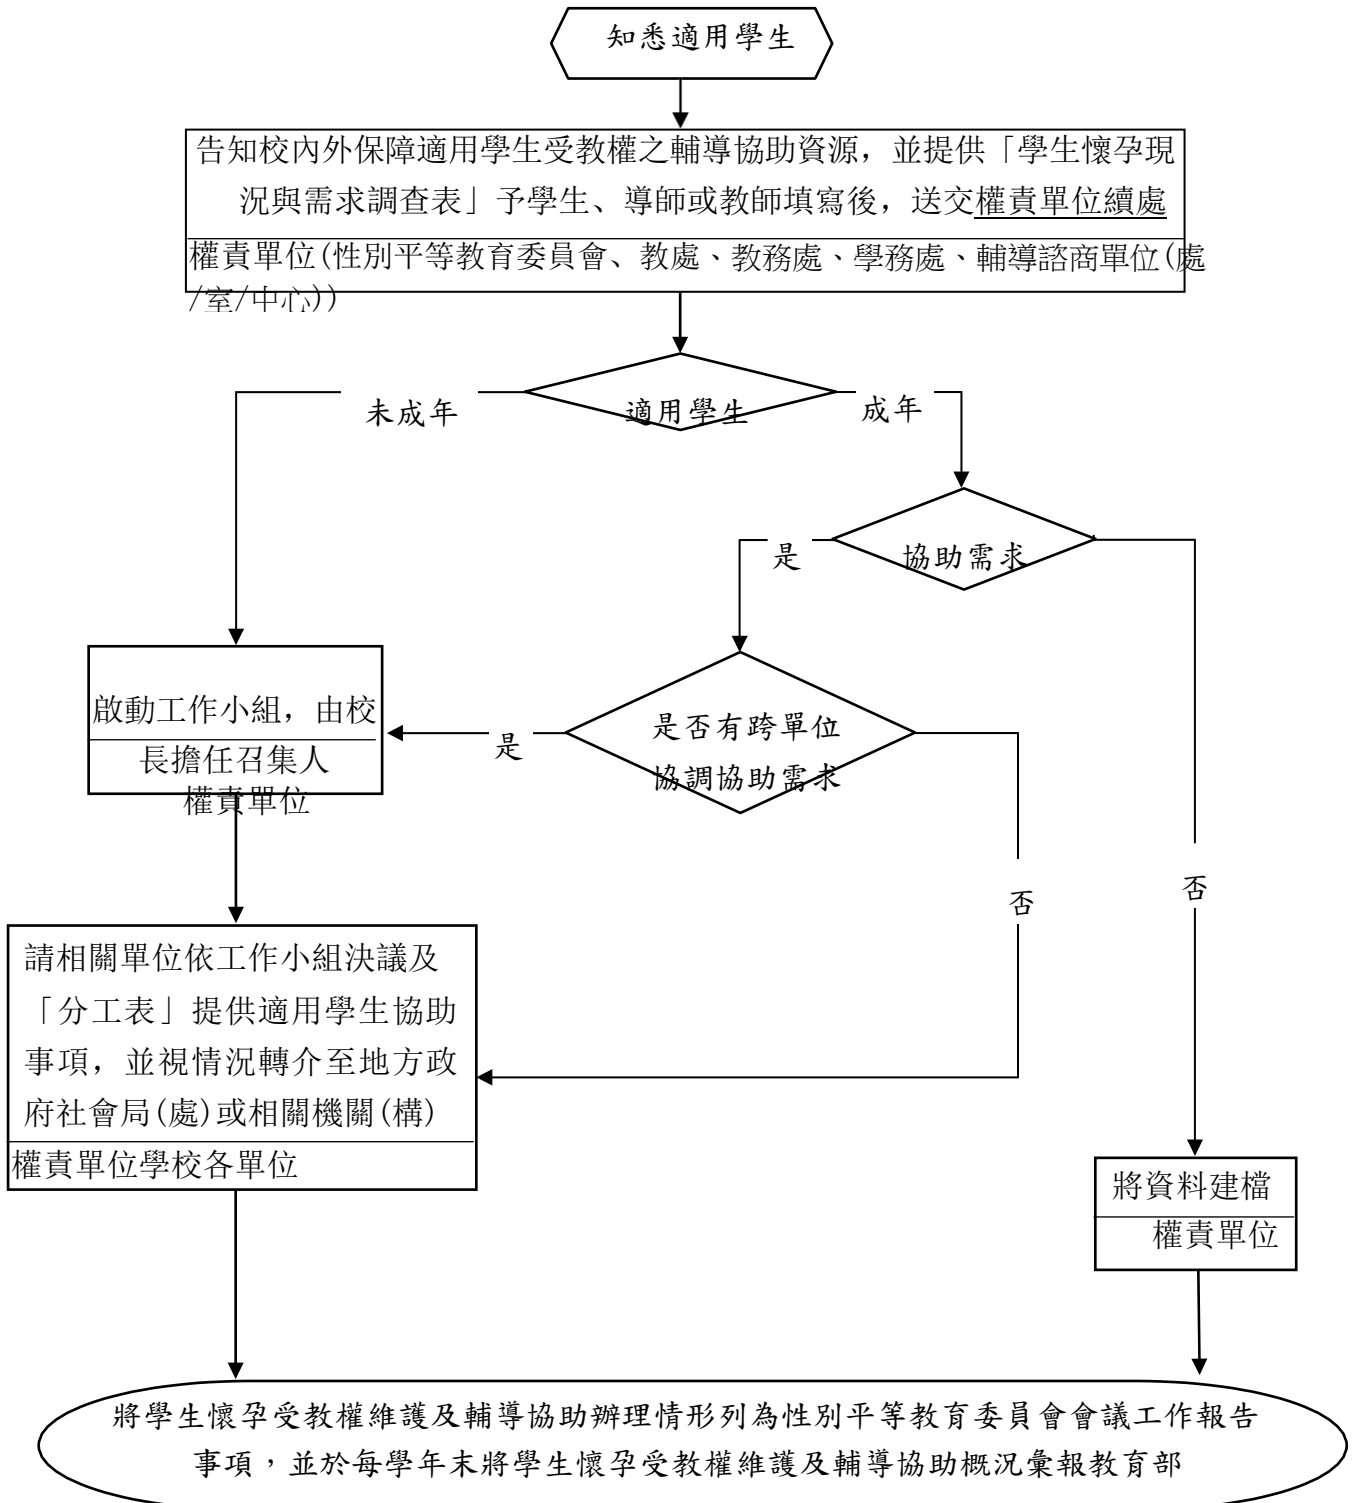 知悉適用學生
告知校內外保障適用學生受教權之輔導協助資源，並提供「學生懷孕現
況與需求調查表」予學生、導師或教師填寫後，送交權責單位續處
權責單位(性別平等教育委員會、教處、教務處、學務處、輔導諮商單位(處
/室/中心))
未成年
適用學生
成年
是
協助需求
啟動工作小組，由校
長擔任召集人
權責單位
是
是否有跨單位
協調協助需求
否
否
請相關單位依工作小組決議及
「分工表」提供適用學生協助
事項，並視情況轉介至地方政
府社會局(處)或相關機關(構)
權責單位學校各單位
將資料建檔
權責單位
將學生懷孕受教權維護及輔導協助辦理情形列為性別平等教育委員會會議工作報告
事項，並於每學年末將學生懷孕受教權維護及輔導協助概況彙報教育部